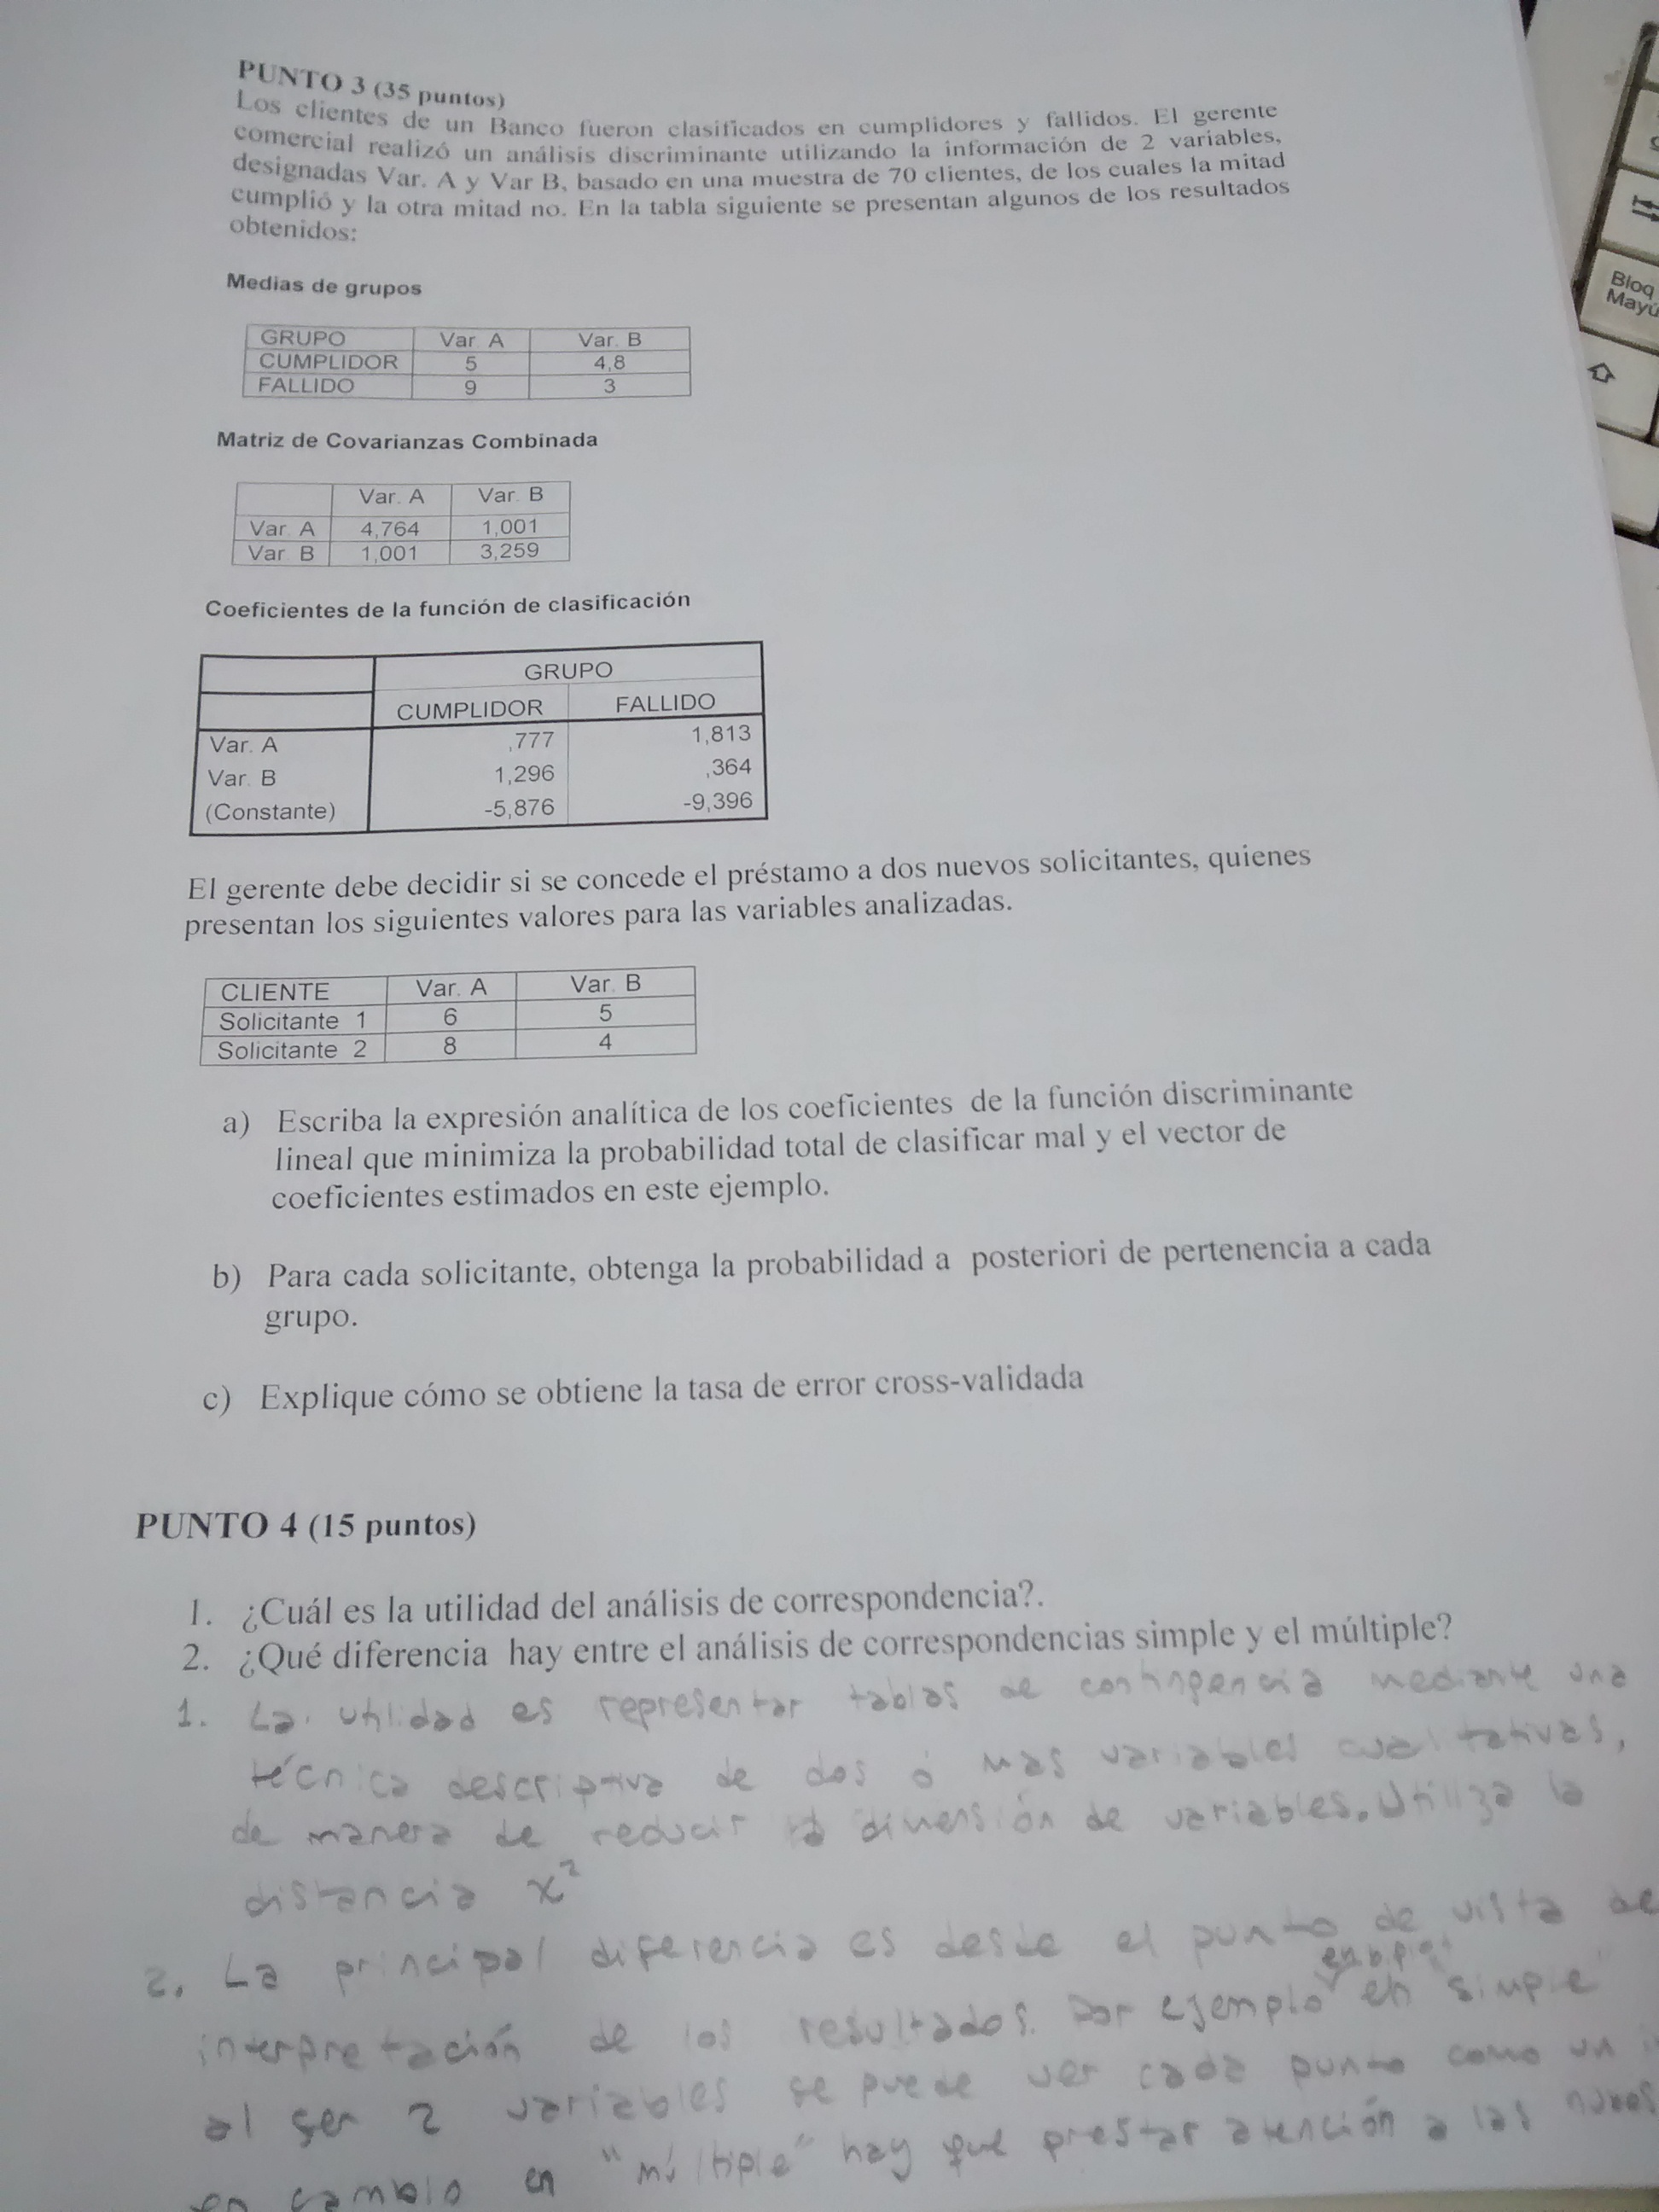 PUNTO 3 (35 puntos)
Los clientes de un Banco fueron clasificados en cumplidores y fallidos. El gerente
comercial realizó un análisis discriminante utilizando la información de 2 variables,
designadas Var. A y Var B, basado en una muestra de 70 clientes, de los cuales la mitad
cumplió y la otra mitad no. En la tabla siguiente se presentan algunos de los resultados
obtenidos:
Medias de grupos
GRUPO Var A Var. B
CUMPLIDOR 5 4,8
FALLIDO 9 3
Matriz de Covarianzas Combinada
Var. A Var. B
Var. A 4,764 1,001
Var. B 1,001 3,259
Coeficientes de la función de clasificación
GRUPO
CUMPLIDOR FALLIDO
Var. A ,777 1,813
Var. B 1,296 ,364
(Constante) -5,876 -9,396
El gerente debe decidir si se concede el préstamo a dos nuevos solicitantes, quienes
presentan los siguientes valores para las variables analizadas.
CLIENTE Var. A Var. B
Solicitante 1 6 5
Solicitante 2 8 4
a) Escriba la expresión analítica de los coeficientes de la función discriminante
lineal que minimiza la probabilidad total de clasificar mal y el vector de
coeficientes estimados en este ejemplo.
b) Para cada solicitante, obtenga la probabilidad a posteriori de pertenencia a cada
grupo.
c) Explique cómo se obtiene la tasa de error cross-validada
PUNTO 4 (15 puntos)
1. ¿Cuál es la utilidad del análisis de correspondencia?.
2. ¿Qué diferencia hay entre el análisis de correspondencias simple y el múltiple?
1. La utilidad es representar tablas de contingencia mediante una
técnica descriptiva de dos ó mas variables cualitativas,
de manera de reducir la dimensión de variables. Utiliza la
distancia x²
2. La principal diferencia es desde el punto de vista de
interpretación de los resultados. Por ejemplo en "simple"
al ser 2 variables se puede ver cada punto como un
en cambio en "múltiple" hay que prestar atención a las nubes
Bloq
Mayú